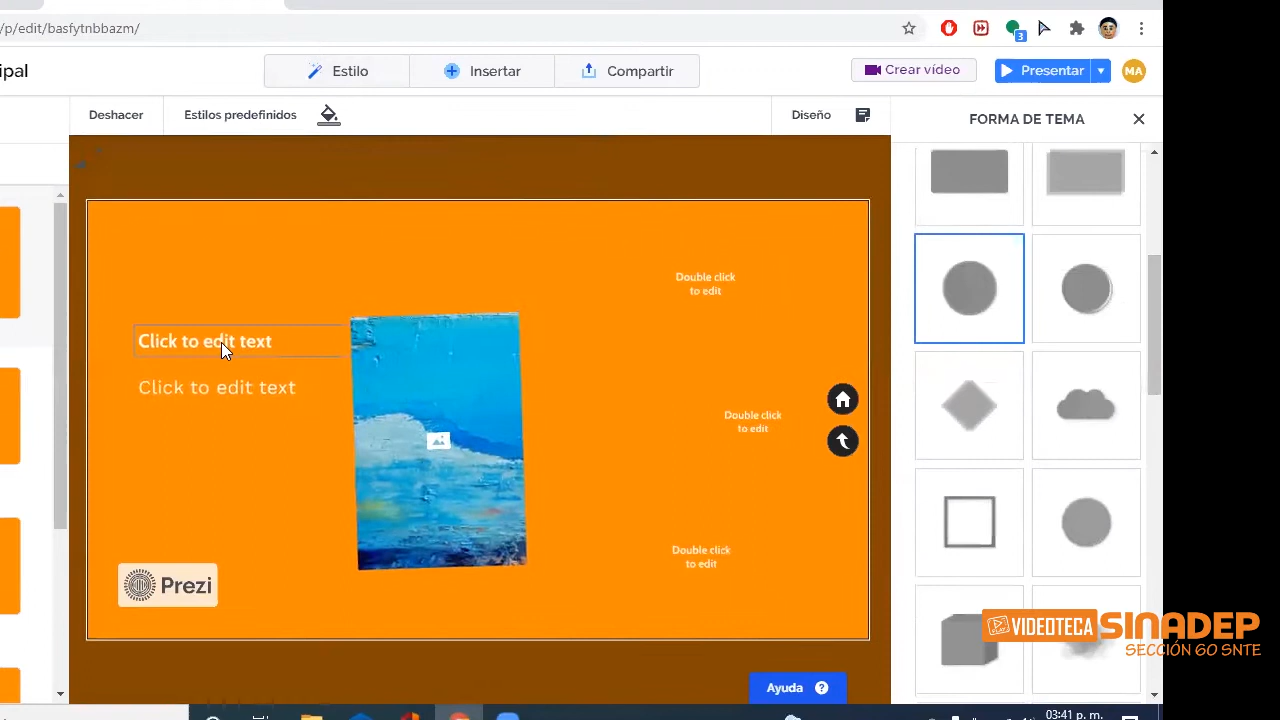 /p/edit/basfytnbbazm/
3
ipal
Estilo
Insertar
Compartir
Crear vídeo
Presentar
MA
Deshacer
Estilos predefinidos
Diseño
FORMA DE TEMA
Double click
to edit
Click to edit text
Click to edit text
Double click
to edit
Double click
to edit
Prezi
VIDEOTECA SINADEP
SECCIÓN 60 SNTE
Ayuda ?
03:41 p. m.